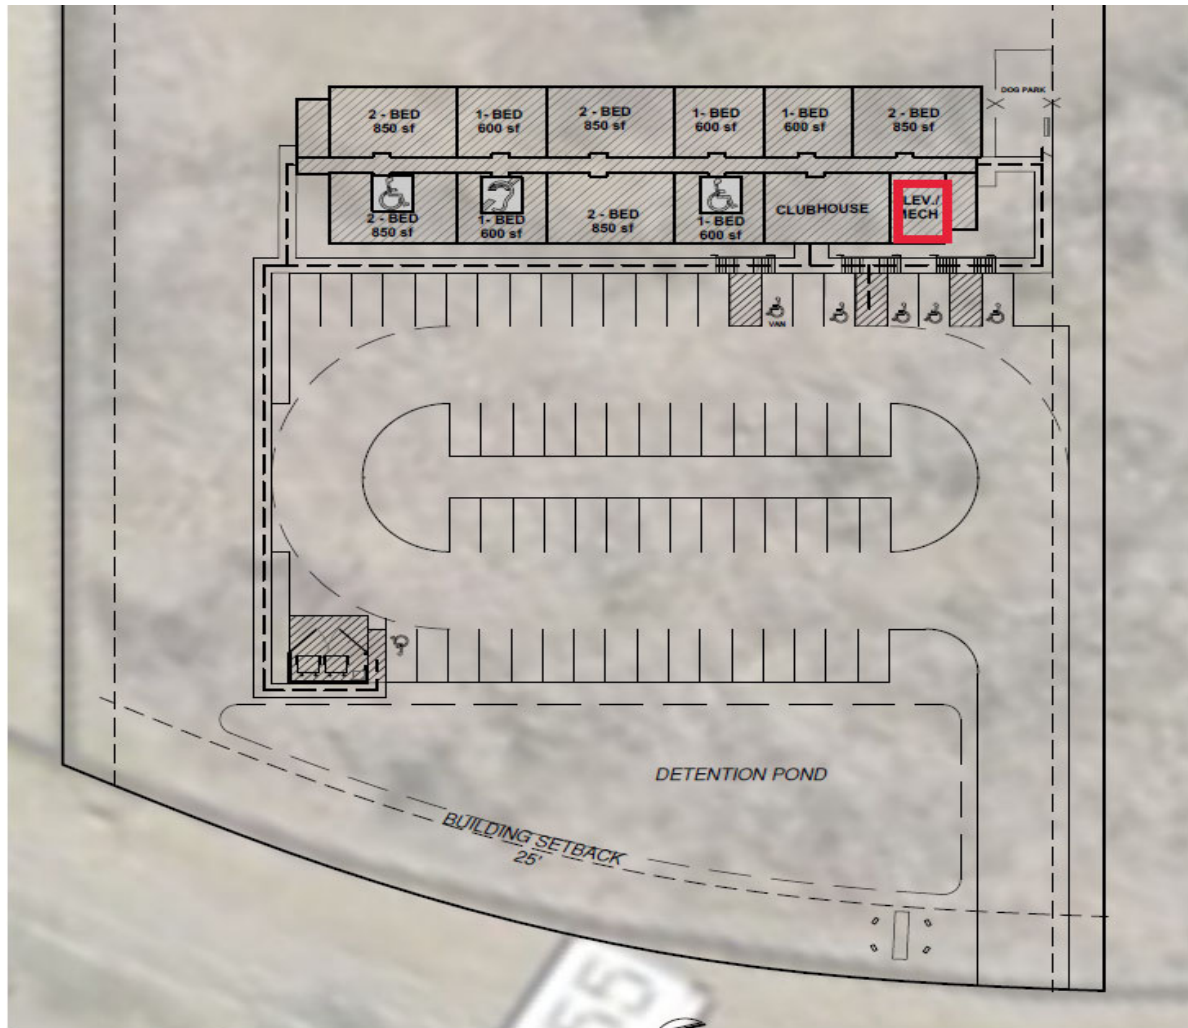 DOG PARK
2 - BED
850 sf
1- BED
600 sf
2 - BED
850 sf
1- BED
600 sf
1- BED
600 sf
2 - BED
850 sf
2 - BED
850 sf
1- BED
600 sf
2 - BED
850 sf
1- BED
600 sf
CLUBHOUSE
LEV./
MECH
VAN
DETENTION POND
BUILDING SETBACK
25'
55